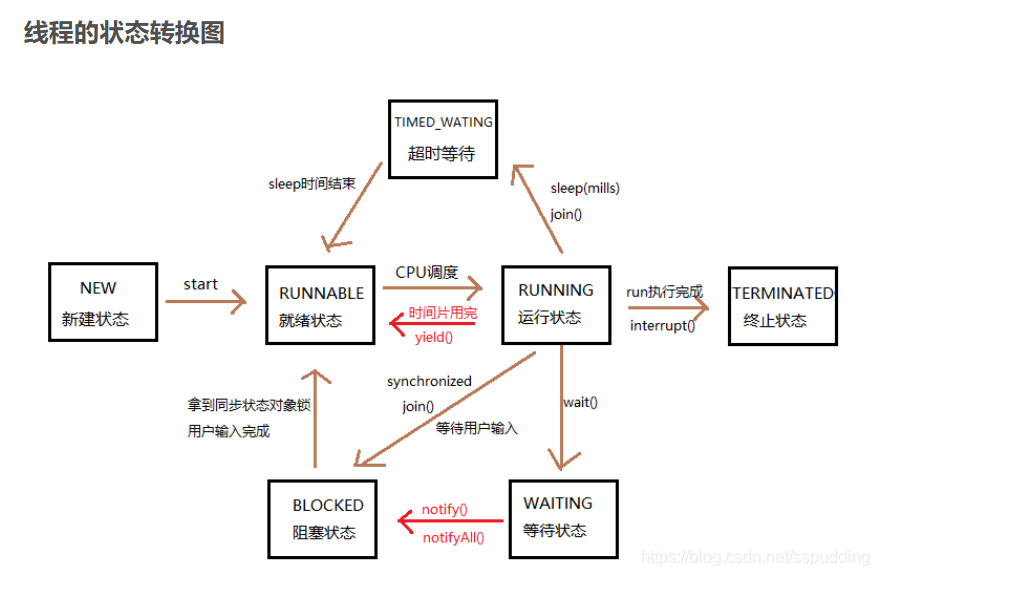 线程的状态转换图
TIMED_WATING
超时等待
sleep时间结束
sleep(mills)
join()
NEW
新建状态
start
RUNNABLE
就绪状态
CPU调度
时间片用完
yield()
RUNNING
运行状态
run执行完成
interrupt()
TERMINATED
终止状态
拿到同步状态对象锁
用户输入完成
synchronized
join()
等待用户输入
wait()
BLOCKED
阻塞状态
notify()
notifyAll()
WAITING
等待状态
https://blog.csdn.net/sspudding